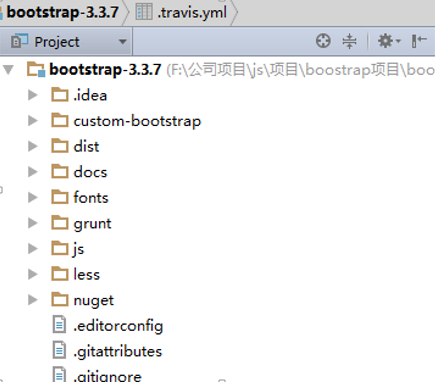 bootstrap-3.3.7 .travis.yml
Project
bootstrap-3.3.7 (F:\公司项目\js\项目\boostrap项目\boo
.idea
custom-bootstrap
dist
docs
fonts
grunt
js
less
nuget
.editorconfig
.gitattributes
.gitignore